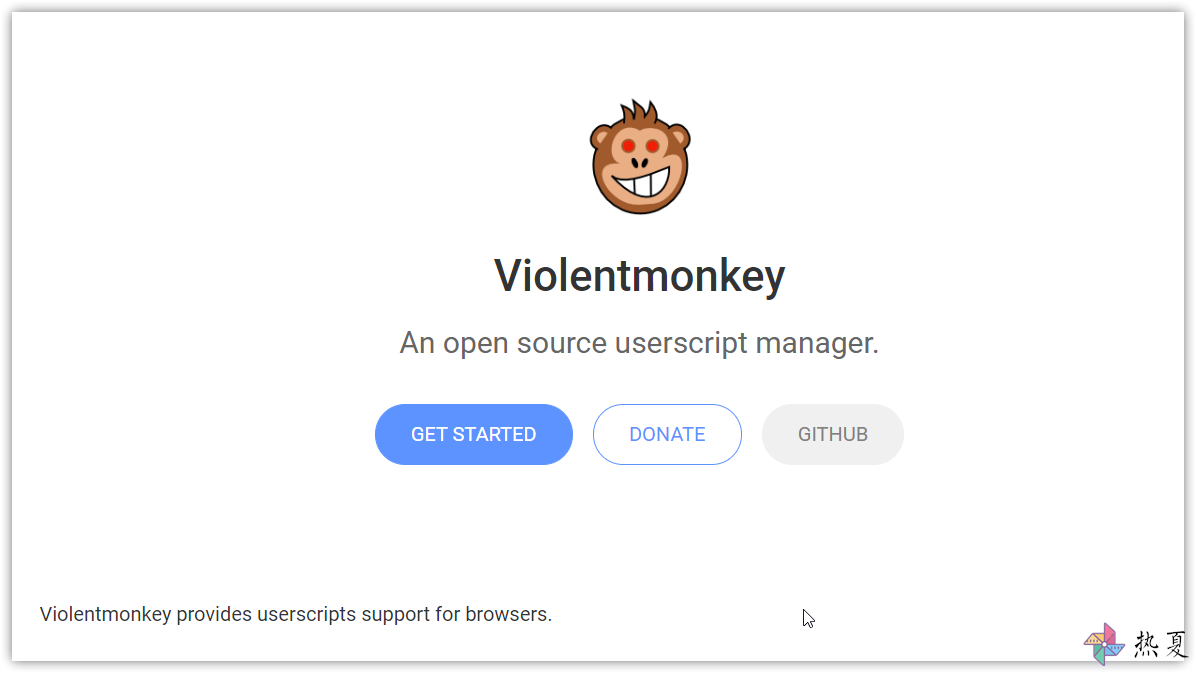 Violentmonkey
An open source userscript manager.
GET STARTED
DONATE
GITHUB
Violentmonkey provides userscripts support for browsers.
热夏